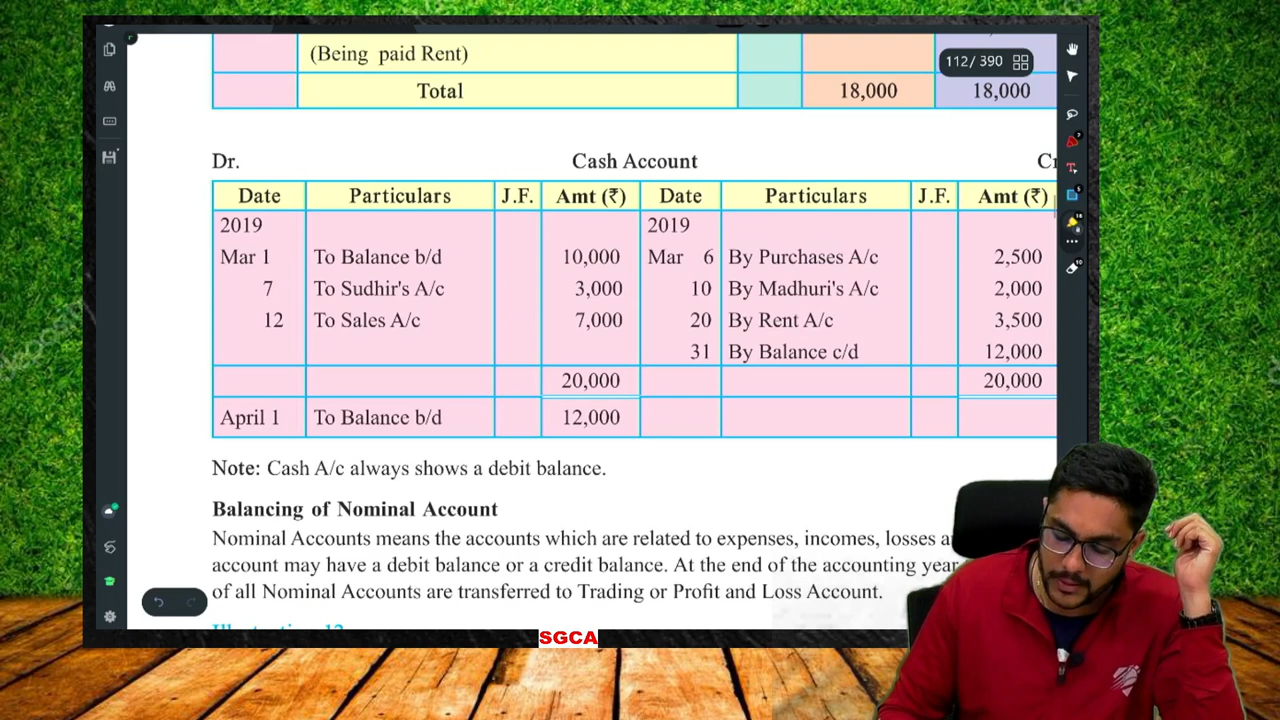 (Being paid Rent)
112/ 390
Total 18,000 18,000
Dr. Cash Account
Date Particulars J.F. Amt (₹) Date Particulars J.F. Amt (₹)
2019 2019
Mar 1 To Balance b/d 10,000 Mar 6 By Purchases A/c 2,500
7 To Sudhir's A/c 3,000 10 By Madhuri's A/c 2,000
12 To Sales A/c 7,000 20 By Rent A/c 3,500
31 By Balance c/d 12,000
20,000 20,000
April 1 To Balance b/d 12,000
Note: Cash A/c always shows a debit balance.
Balancing of Nominal Account
Nominal Accounts means the accounts which are related to expenses, incomes, losses
account may have a debit balance or a credit balance. At the end of the accounting year
of all Nominal Accounts are transferred to Trading or Profit and Loss Account.
SGCA